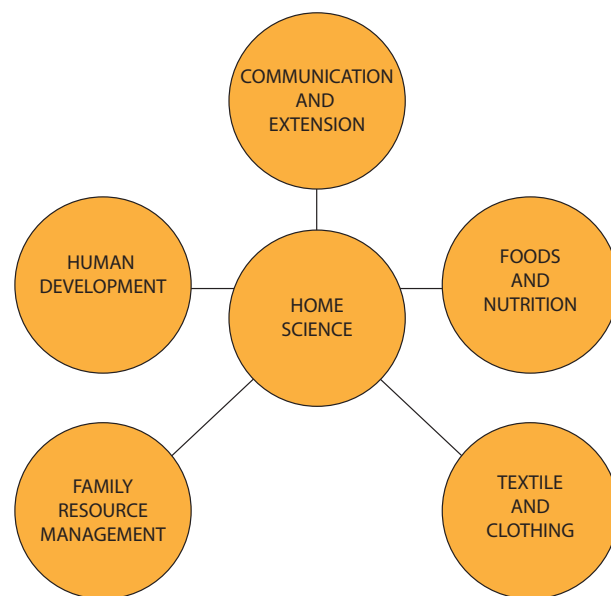 COMMUNICATION
AND
EXTENSION
HUMAN
DEVELOPMENT
FOODS
AND
NUTRITION
HOME
SCIENCE
FAMILY
RESOURCE
MANAGEMENT
TEXTILE
AND
CLOTHING